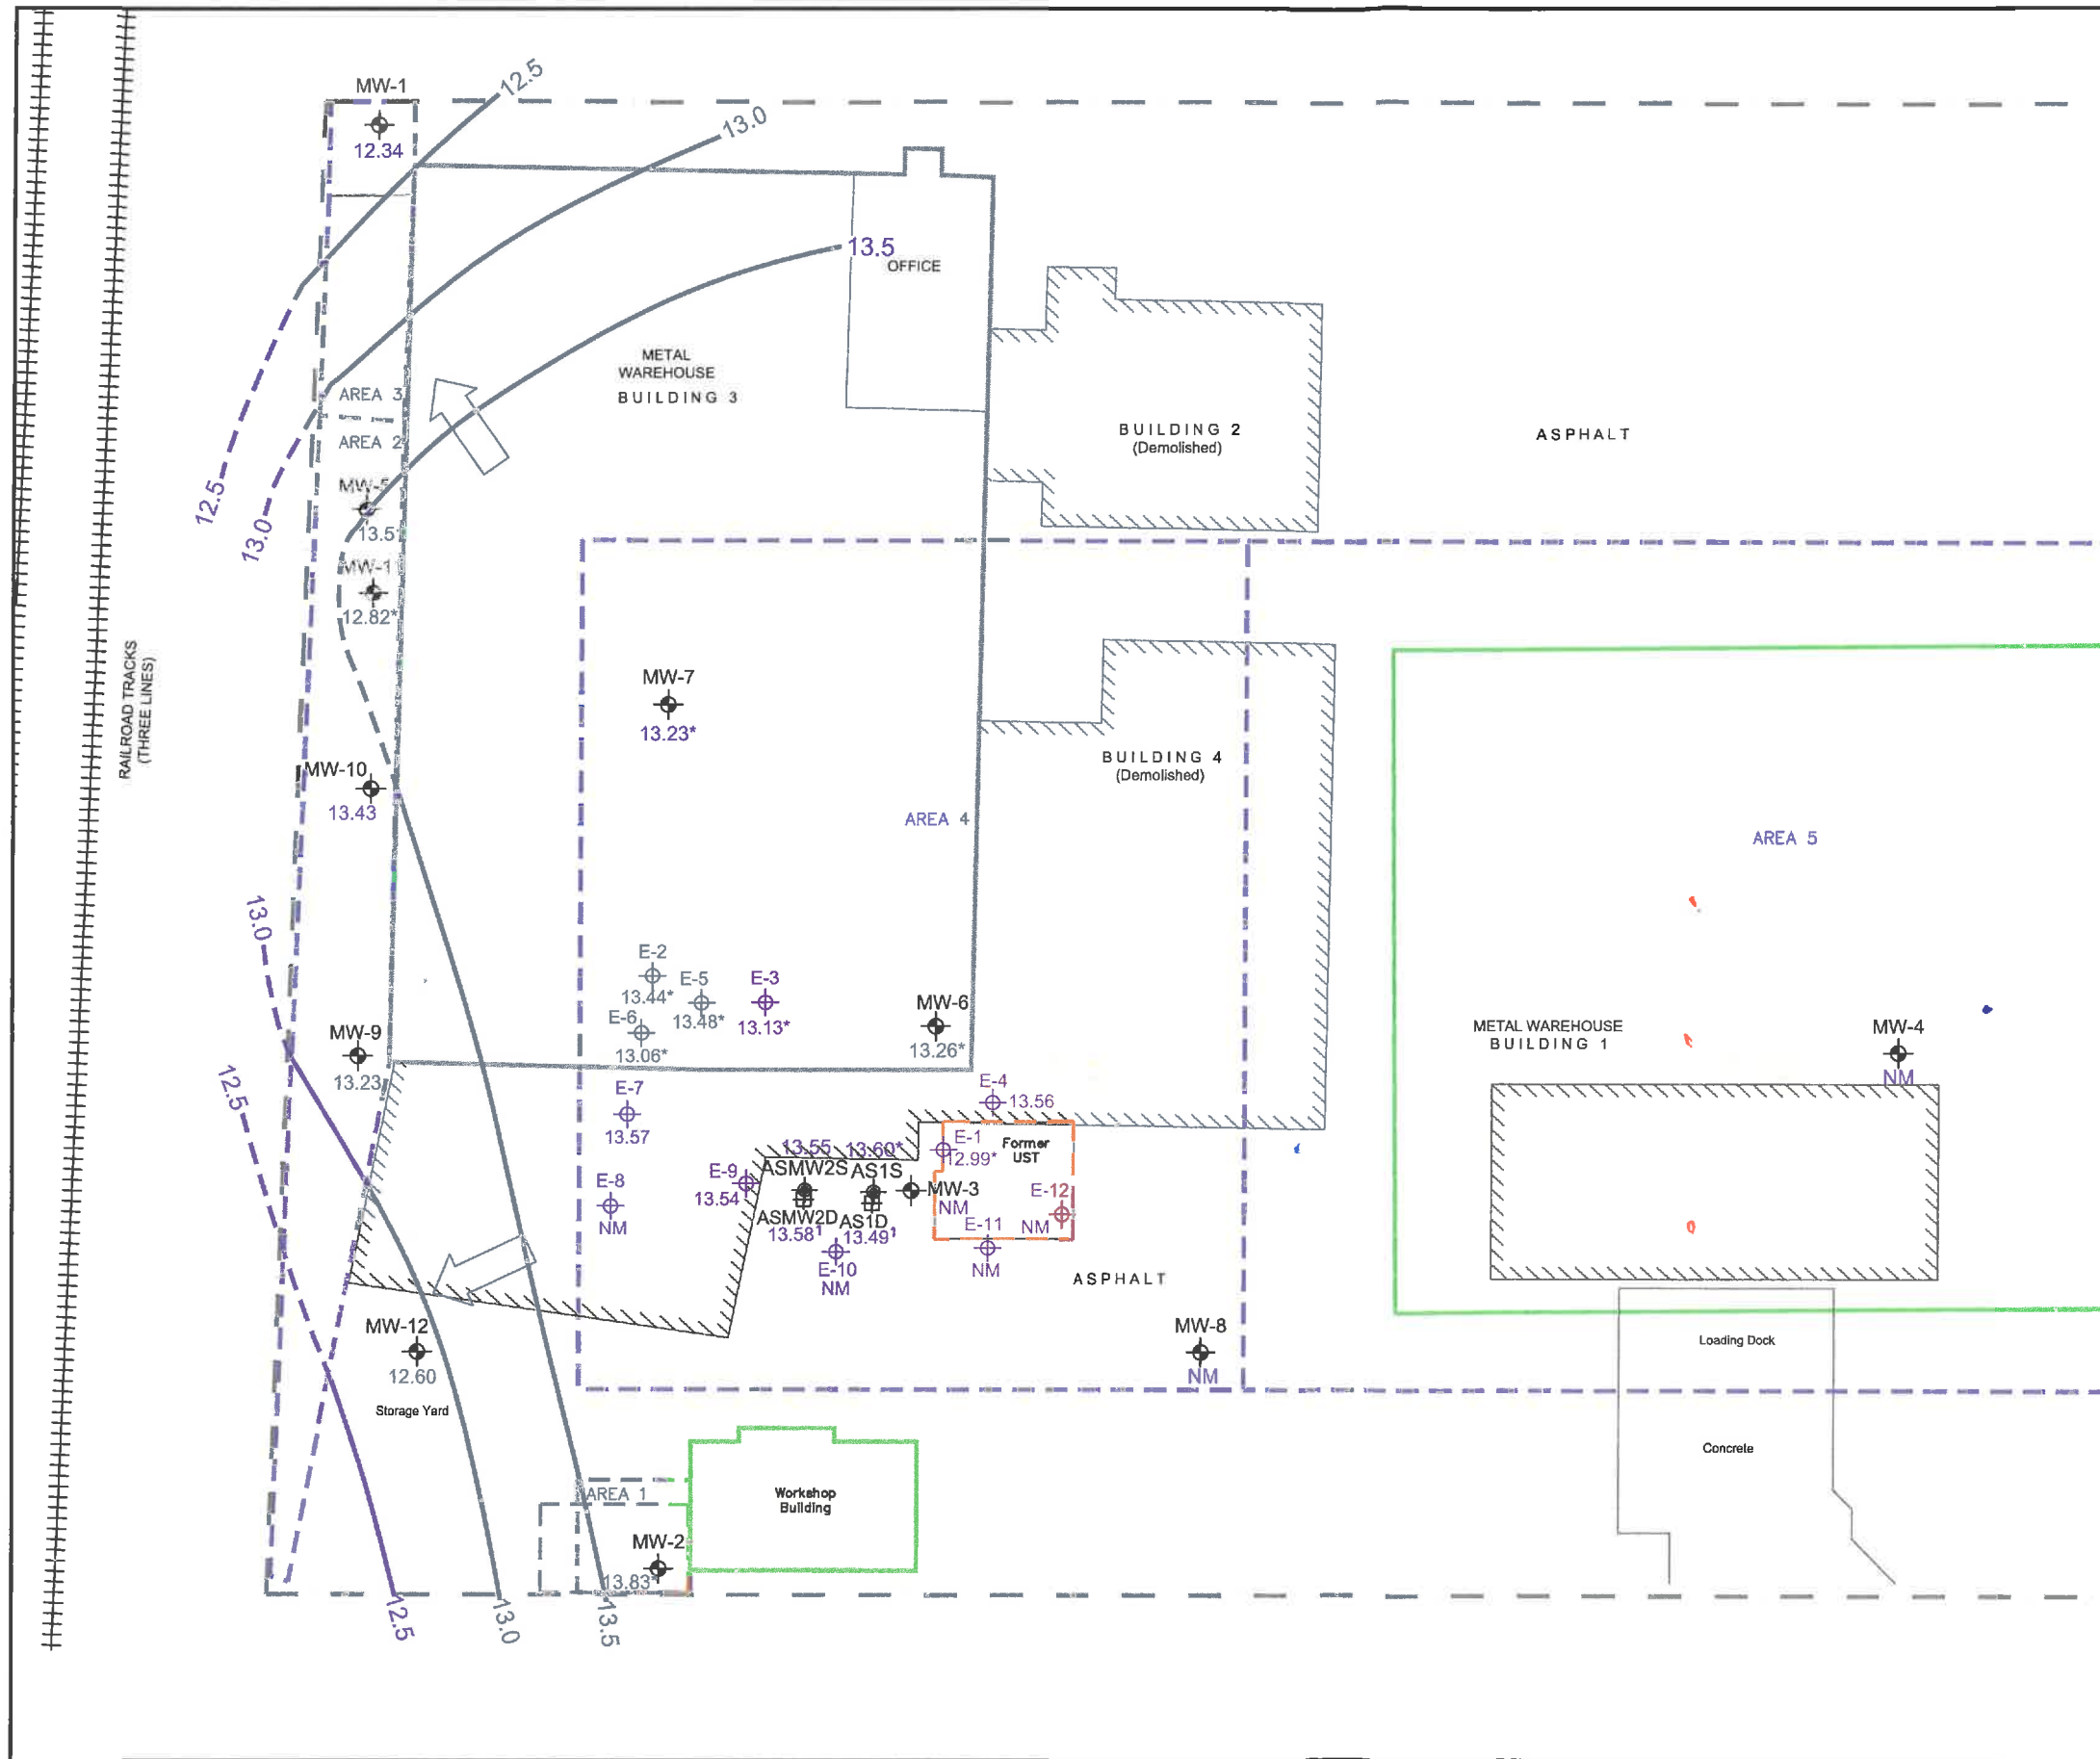 MW-1
12.34
12.5
13.0
13.5
OFFICE
METAL
WAREHOUSE
BUILDING 3
AREA 3
AREA 2
BUILDING 2
(Demolished)
ASPHALT
12.5
13.0
MW-5
13.5
MW-1
12.82*
RAILROAD TRACKS
(THREE LINES)
MW-7
13.23*
MW-10
13.43
BUILDING 4
(Demolished)
AREA 4
AREA 5
13.0
E-2
13.44*
E-5
13.48*
E-3
13.13*
E-6
13.06*
MW-6
13.26*
MW-9
13.23
METAL WAREHOUSE
BUILDING 1
MW-4
NM
12.5
E-7
13.57
E-4
13.56
E-1
12.99*
Former
UST
13.55
13.60*
ASMW2S
AS1S
E-9
13.54
E-8
NM
MW-3
NM
E-12
NM
ASMW2D
AS1D
13.58¹
13.49¹
E-11
NM
E-10
NM
ASPHALT
MW-12
12.60
MW-8
NM
Loading Dock
Storage Yard
Concrete
AREA 1
Workshop
Building
MW-2
13.83*
12.5
13.0
13.5